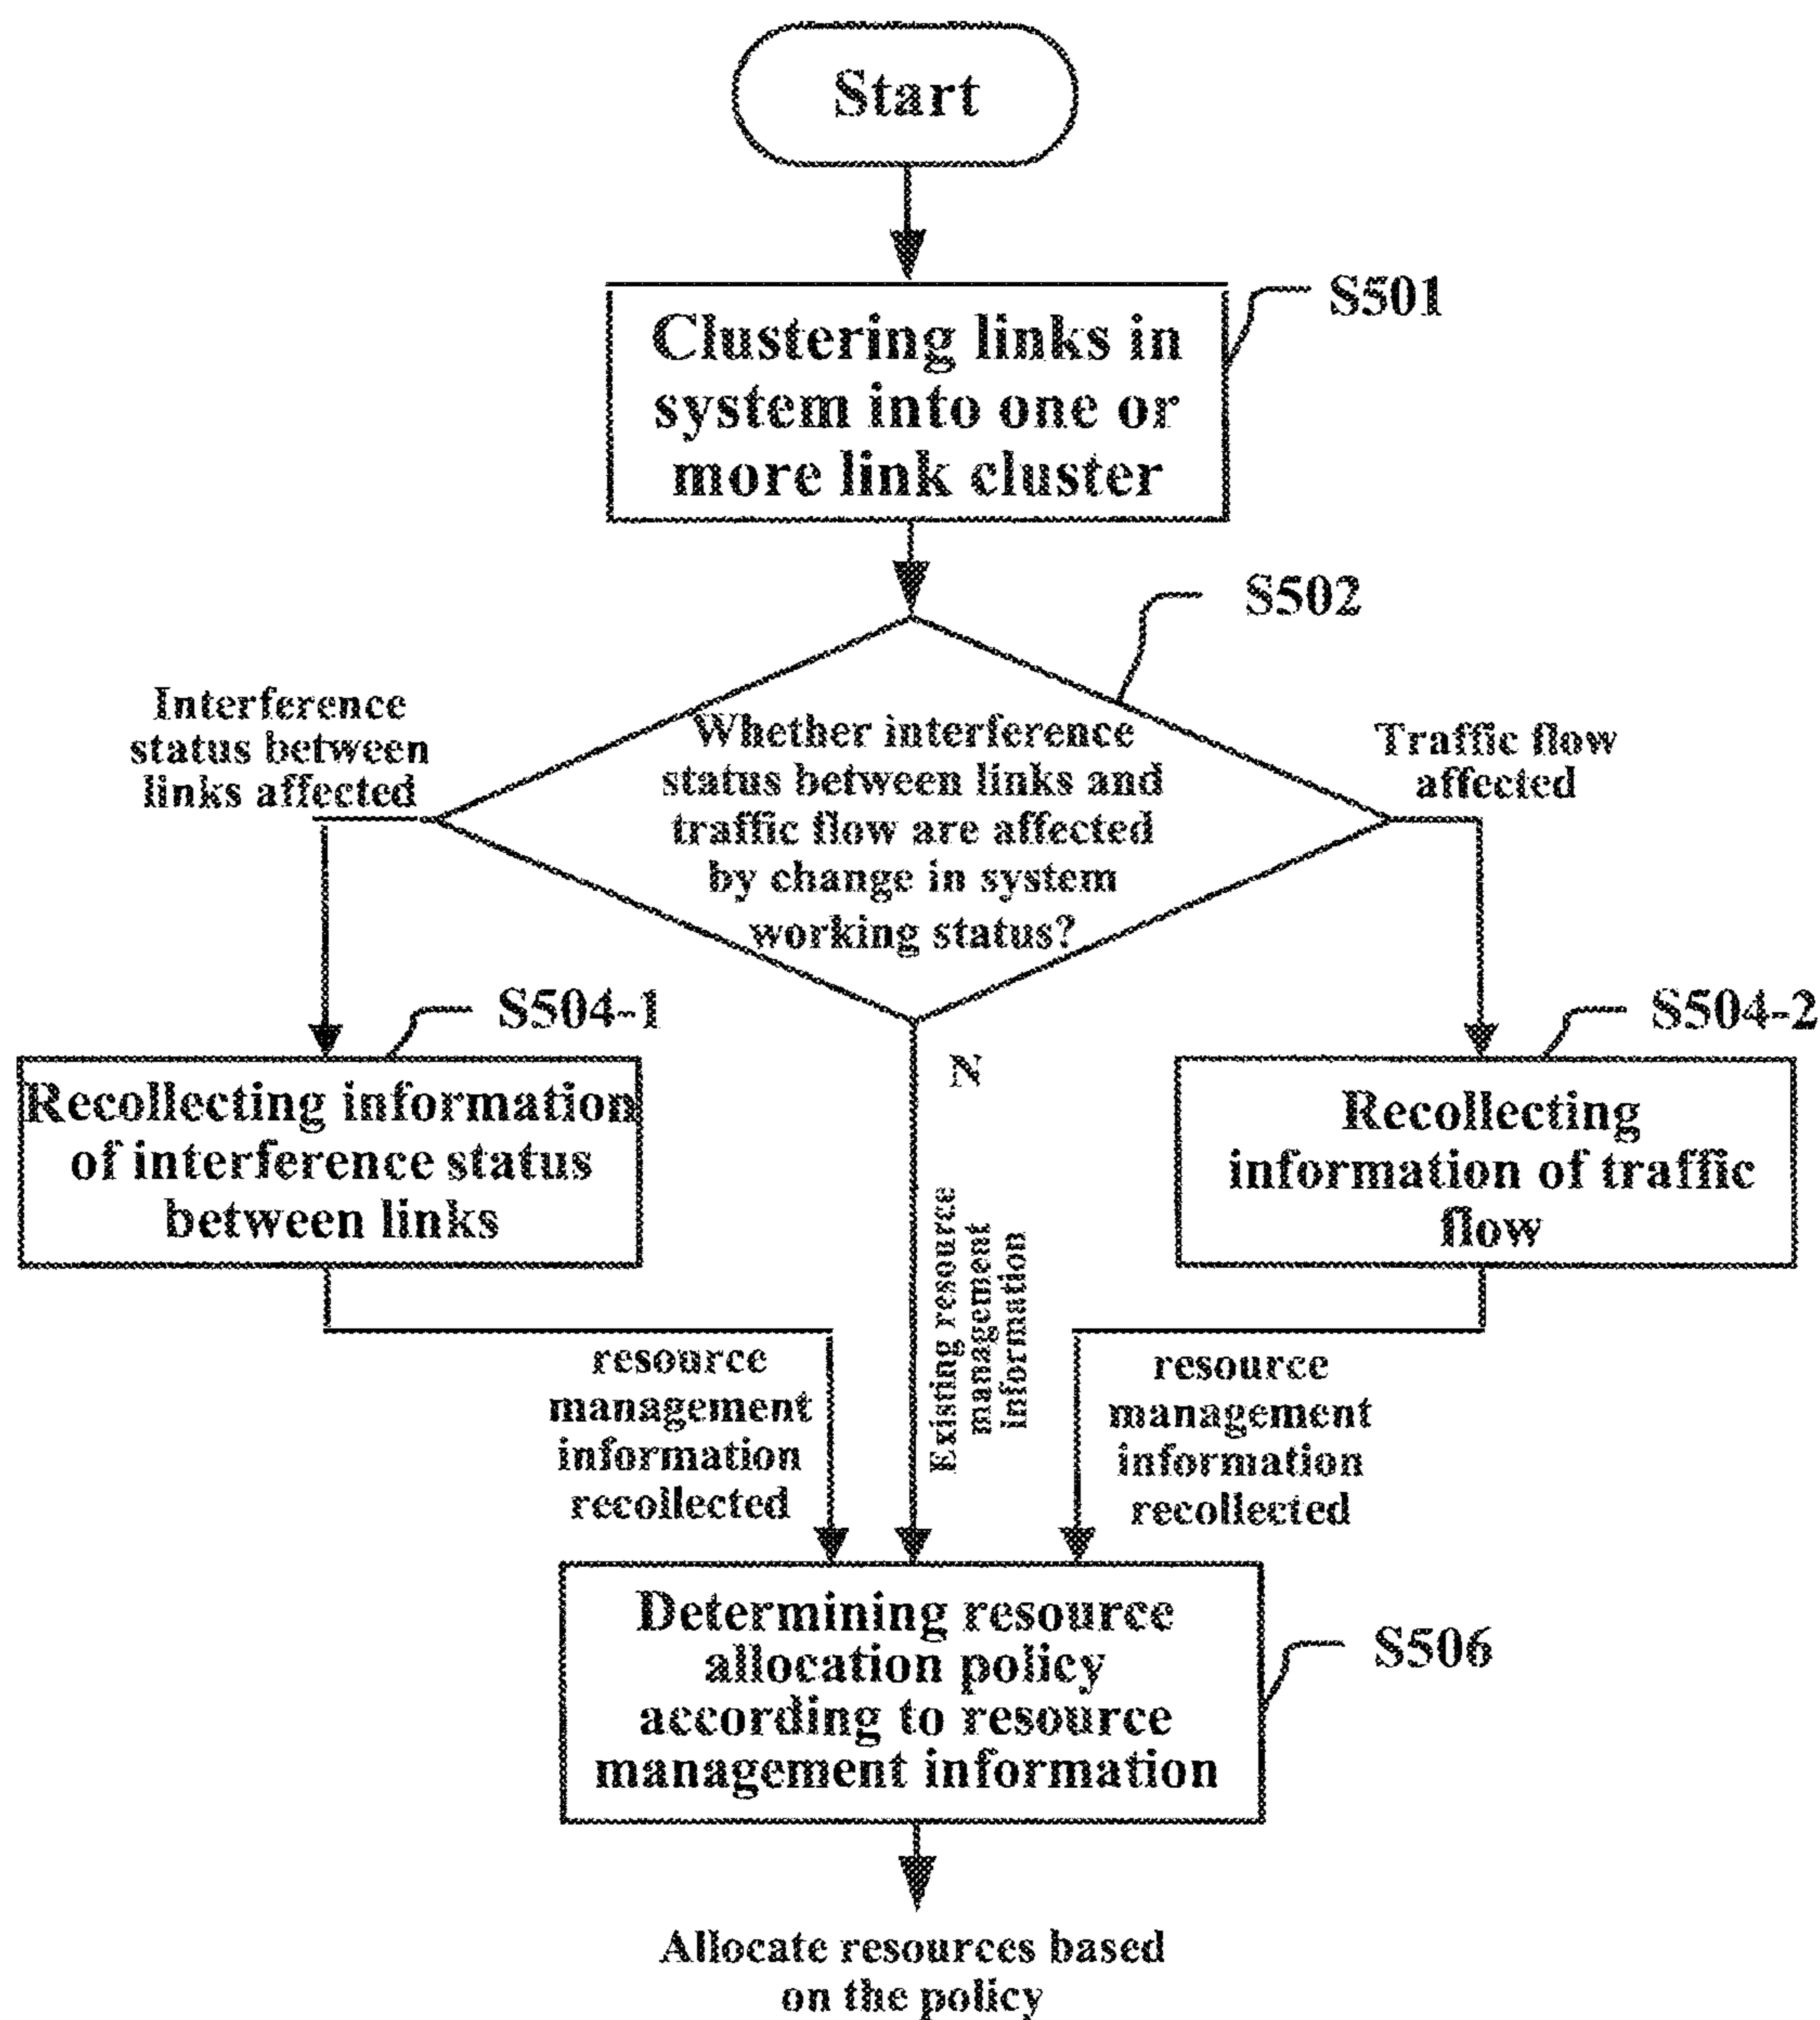 Start
S501
Clustering links in
system into one or
more link cluster
S502
Interference
status between
links affected
Whether interference
status between links and
traffic flow are affected
by change in system
working status?
Traffic flow
affected
S504-1
N
S504-2
Recollecting information
of interference status
between links
Recollecting
information of traffic
flow
resource
management
information
recollected
Existing resource
management
information
resource
management
information
recollected
Determining resource
allocation policy
according to resource
management information
S506
Allocate resources based
on the policy